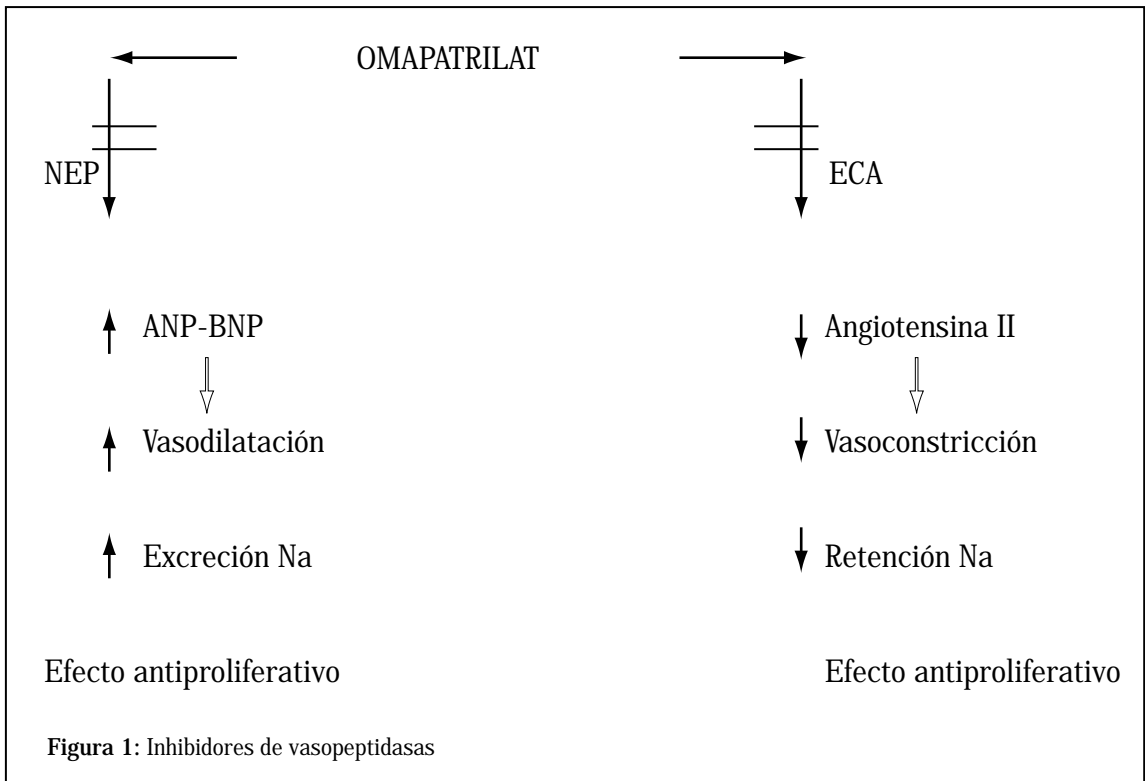 OMAPATRILAT
NEP
ECA
ANP-BNP
Angiotensina II
Vasodilatación
Vasoconstricción
Excreción Na
Retención Na
Efecto antiproliferativo
Efecto antiproliferativo
Figura 1: Inhibidores de vasopeptidasas